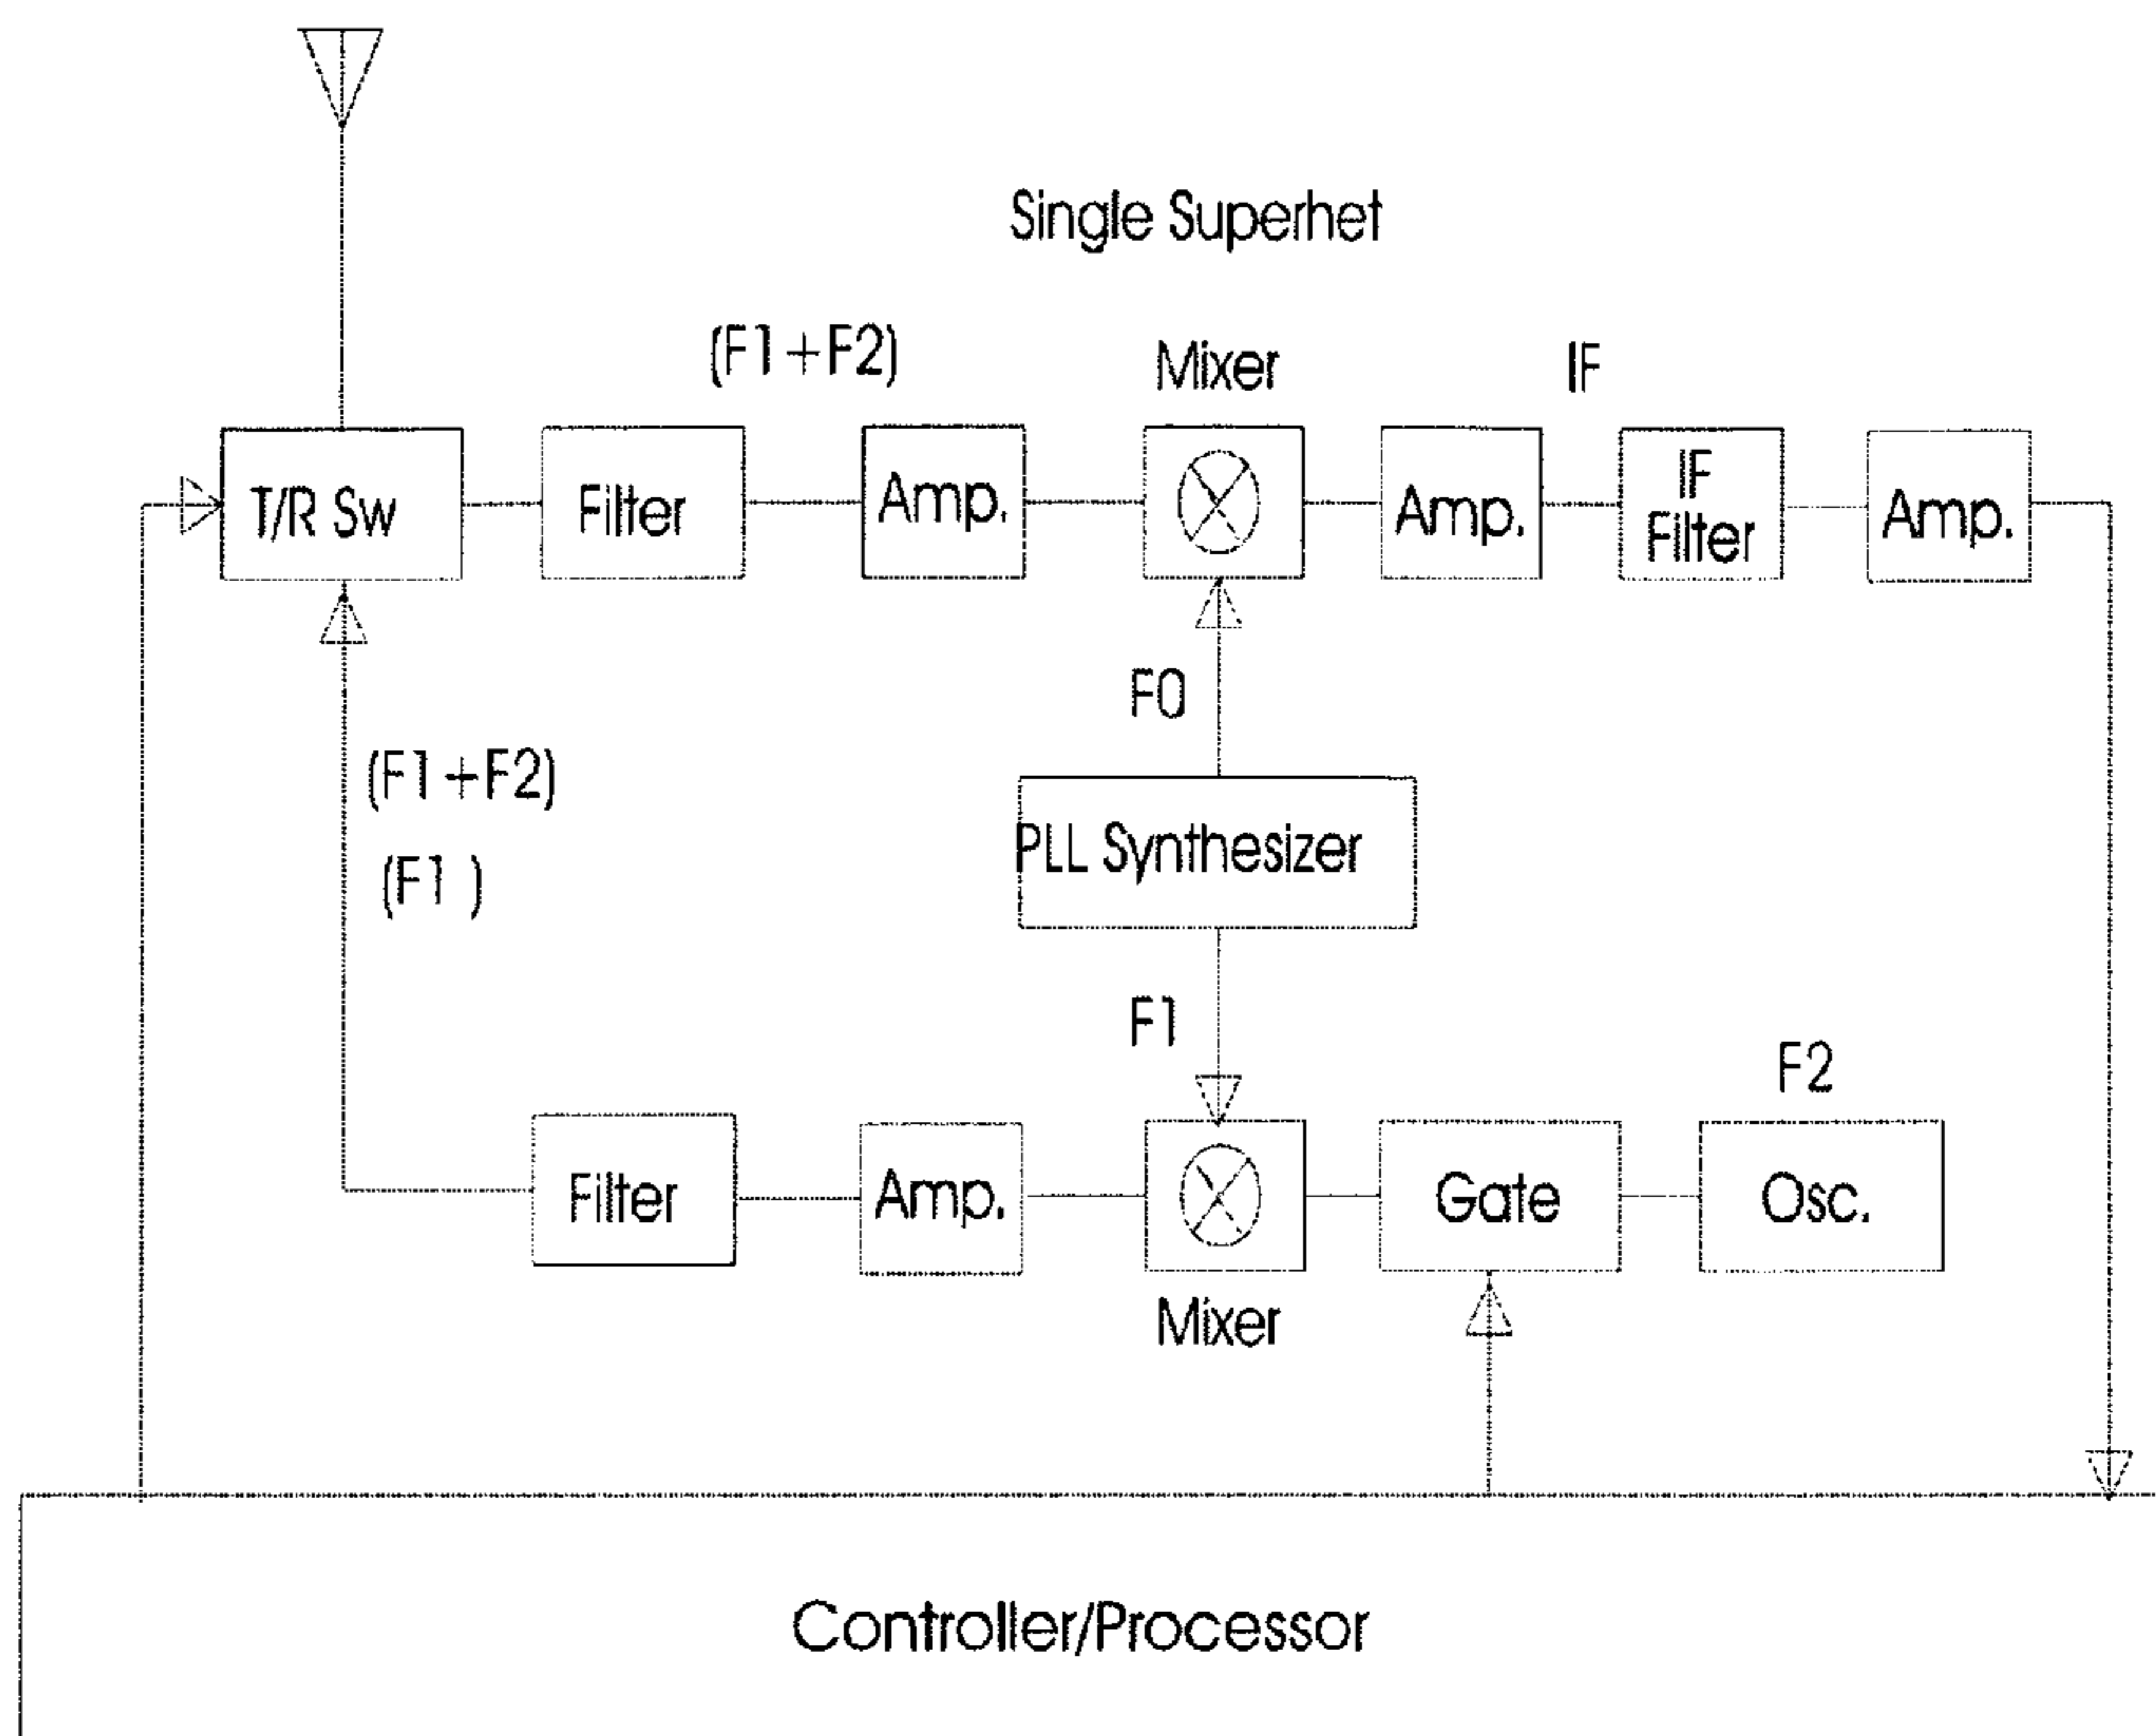 Single Superhet
(F1+F2)
Mixer
IF
T/R Sw
Filter
Amp.
Amp.
IF
Filter
Amp.
F0
(F1+F2)
(F1 )
PLL Synthesizer
F1
F2
Filter
Amp.
Gate
Osc.
Mixer
Controller/Processor